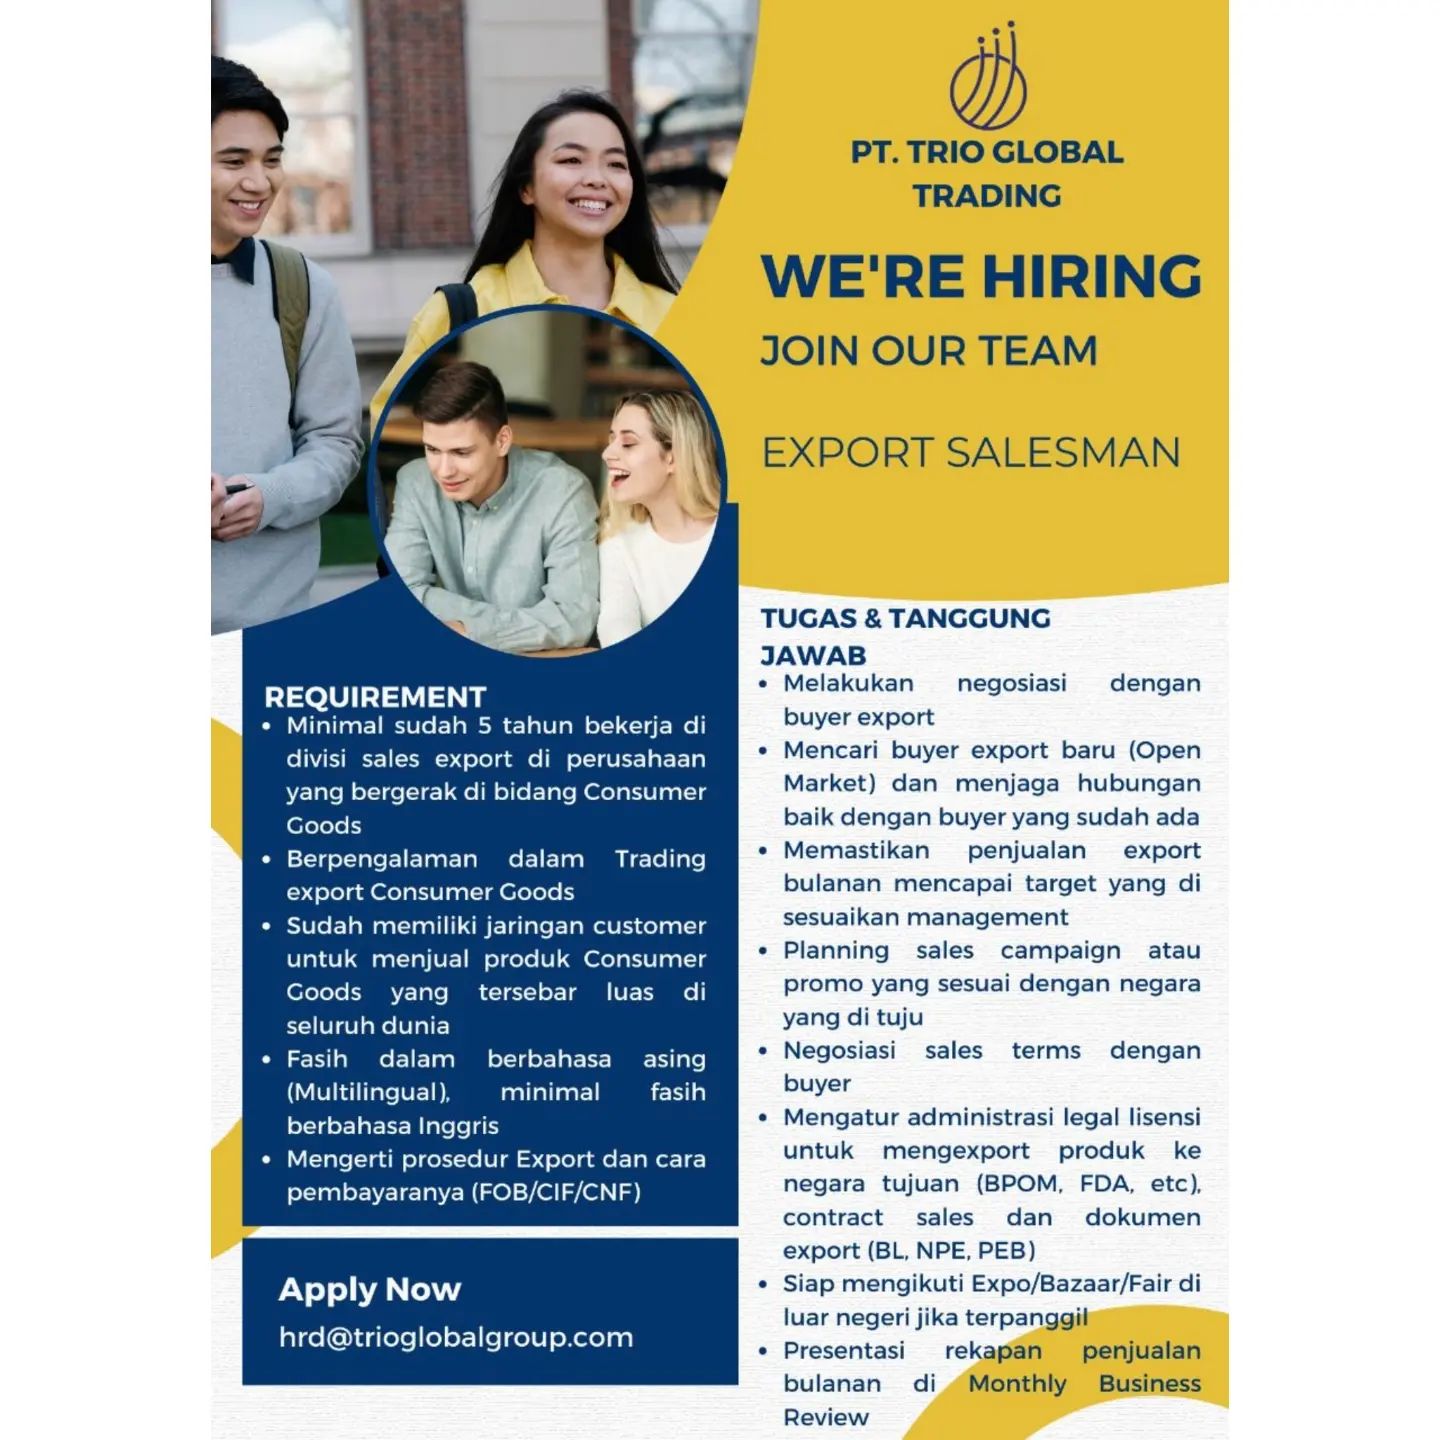 PT. TRIO GLOBAL
TRADING
WE'RE HIRING
JOIN OUR TEAM
EXPORT SALESMAN
REQUIREMENT
• Minimal sudah 5 tahun bekerja di
divisi sales export di perusahaan
yang bergerak di bidang Consumer
Goods
• Berpengalaman dalam Trading
export Consumer Goods
• Sudah memiliki jaringan customer
untuk menjual produk Consumer
Goods yang tersebar luas di
seluruh dunia
• Fasih dalam berbahasa asing
(Multilingual), minimal fasih
berbahasa Inggris
• Mengerti prosedur Export dan cara
pembayaranya (FOB/CIF/CNF)
Apply Now
hrd@trioglobalgroup.com
TUGAS & TANGGUNG
JAWAB
• Melakukan negosiasi dengan
buyer export
• Mencari buyer export baru (Open
Market) dan menjaga hubungan
baik dengan buyer yang sudah ada
• Memastikan penjualan export
bulanan mencapai target yang di
sesuaikan management
• Planning sales campaign atau
promo yang sesuai dengan negara
yang di tuju
• Negosiasi sales terms dengan
buyer
• Mengatur administrasi legal lisensi
untuk mengexport produk ke
negara tujuan (BPOM, FDA, etc),
contract sales dan dokumen
export (BL, NPE, PEB)
• Siap mengikuti Expo/Bazaar/Fair di
luar negeri jika terpanggil
• Presentasi rekapan penjualan
bulanan di Monthly Business
Review